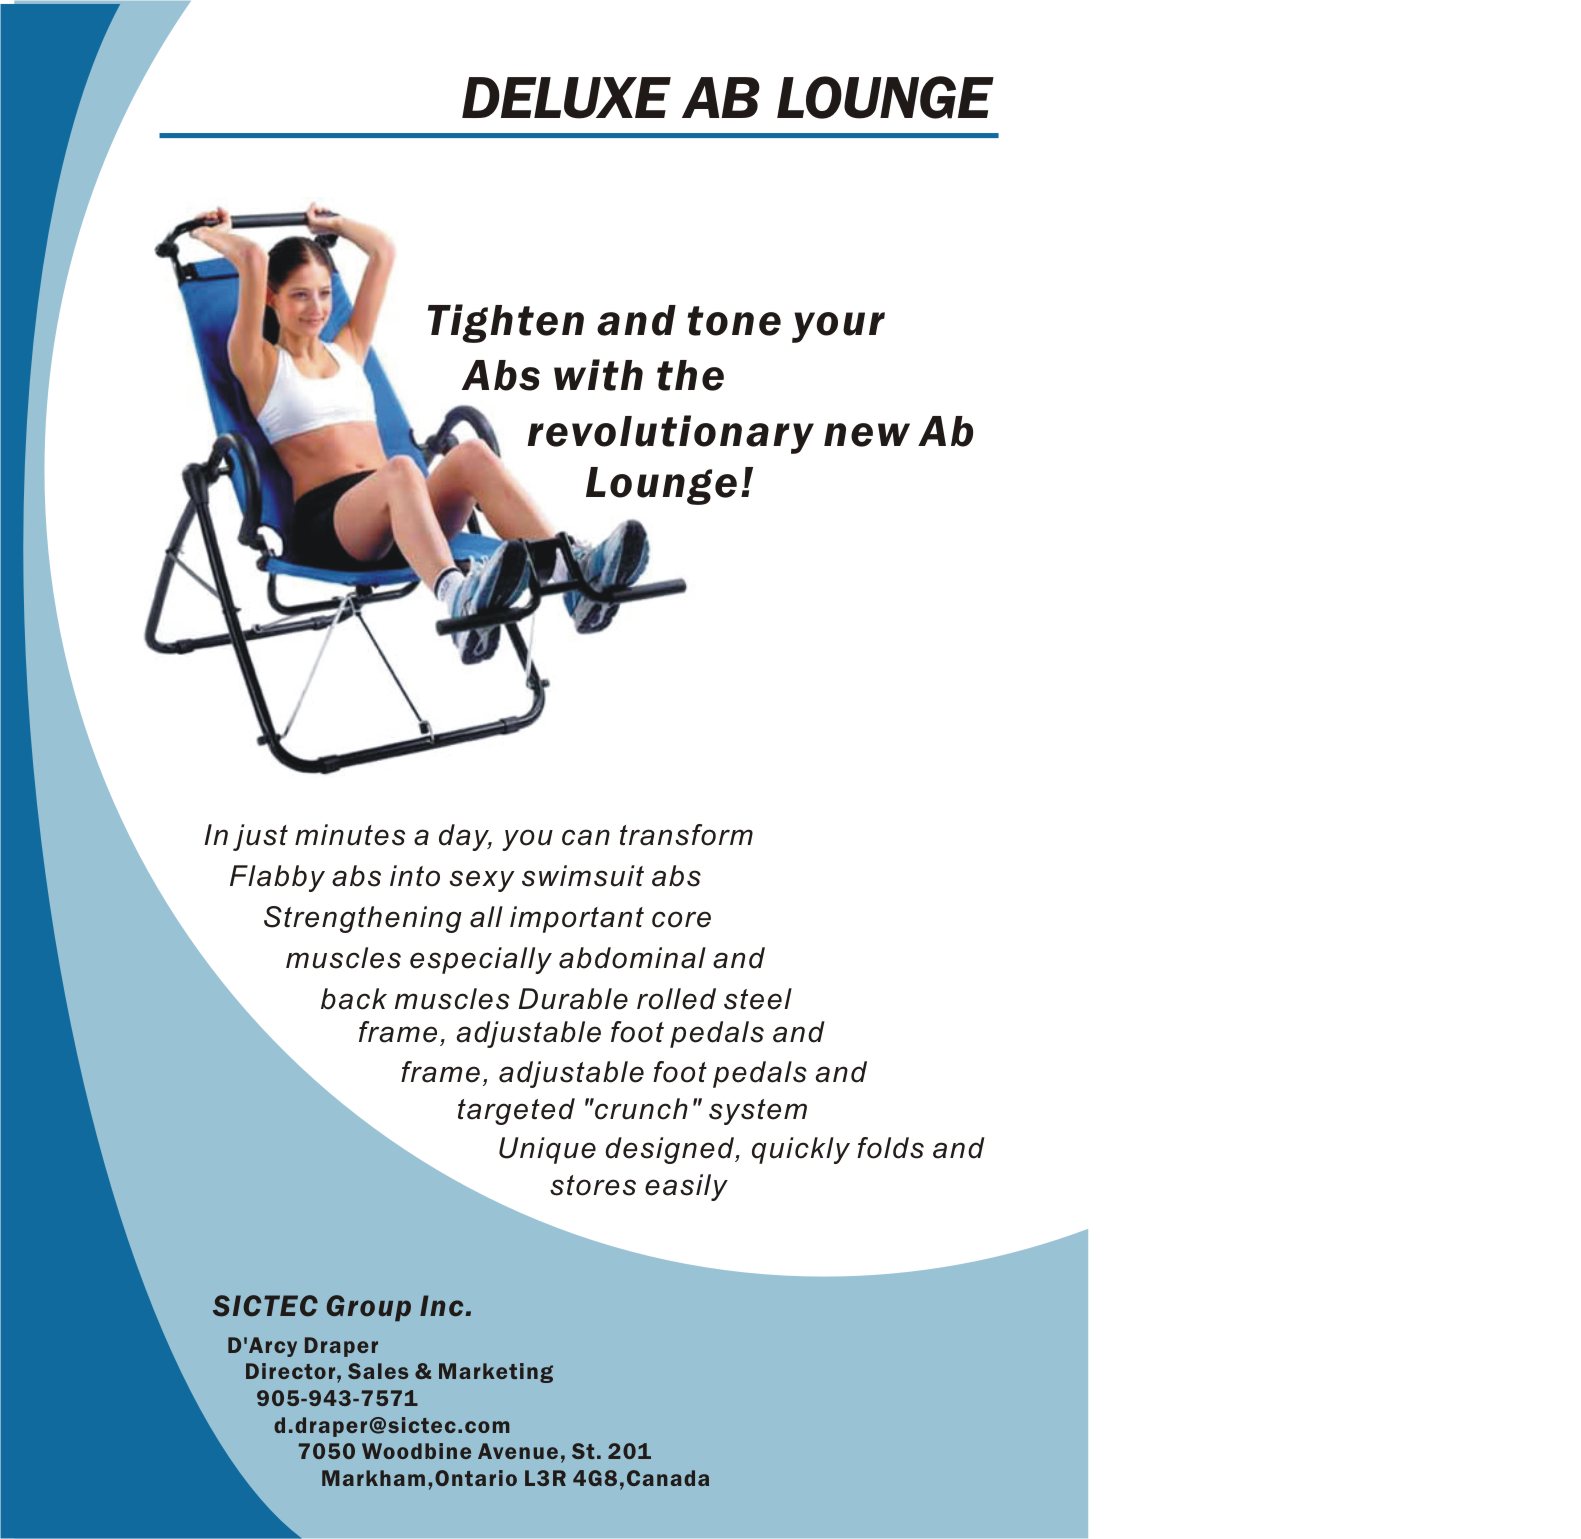 DELUXE AB LOUNGE
Tighten and tone your
Abs with the
revolutionary new Ab
Lounge!
In just minutes a day, you can transform
Flabby abs into sexy swimsuit abs
Strengthening all important core
muscles especially abdominal and
back muscles Durable rolled steel
frame, adjustable foot pedals and
frame, adjustable foot pedals and
targeted "crunch" system
Unique designed, quickly folds and
stores easily
SICTEC Group Inc.
D'Arcy Draper
Director, Sales & Marketing
905-943-7571
d.draper@sictec.com
7050 Woodbine Avenue, St. 201
Markham,Ontario L3R 4G8,Canada